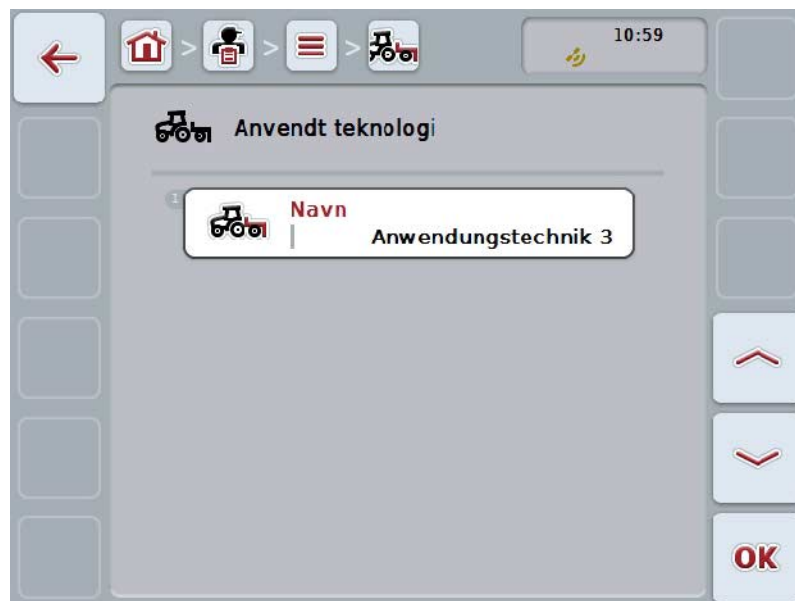 > > >
10:59
Anvendt teknologi
1
Navn
Anwendungstechnik 3
OK